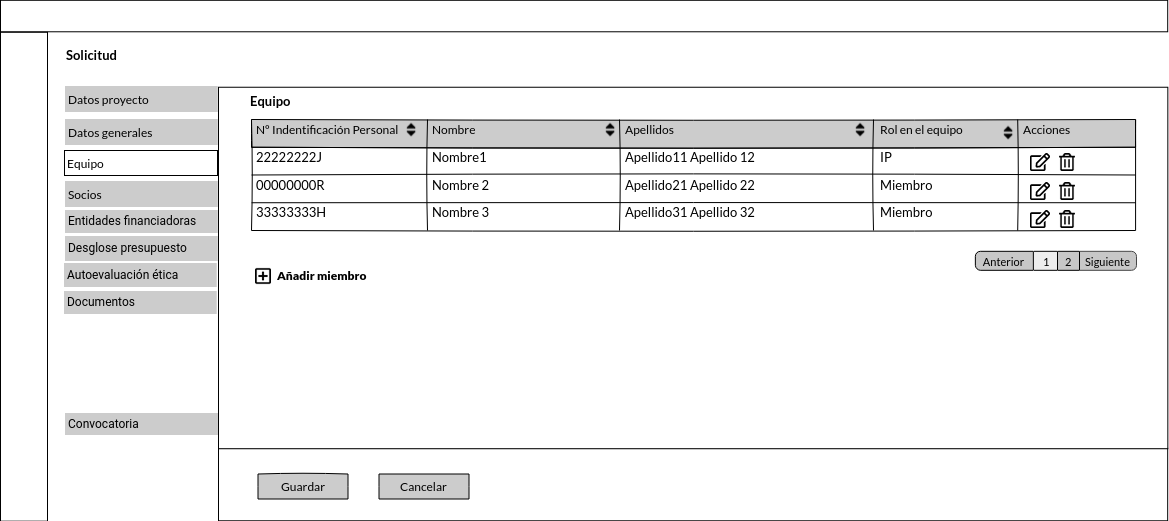 Solicitud
Datos proyecto
Datos generales
Equipo
Socios
Entidades financiadoras
Desglose presupuesto
Autoevaluación ética
Documentos
Convocatoria
Equipo
Nº Indentificación Personal Nombre Apellidos Rol en el equipo Acciones
22222222J Nombre1 Apellido11 Apellido 12 IP
00000000R Nombre 2 Apellido21 Apellido 22 Miembro
33333333H Nombre 3 Apellido31 Apellido 32 Miembro
Anterior 1 2 Siguiente
Añadir miembro
Guardar Cancelar